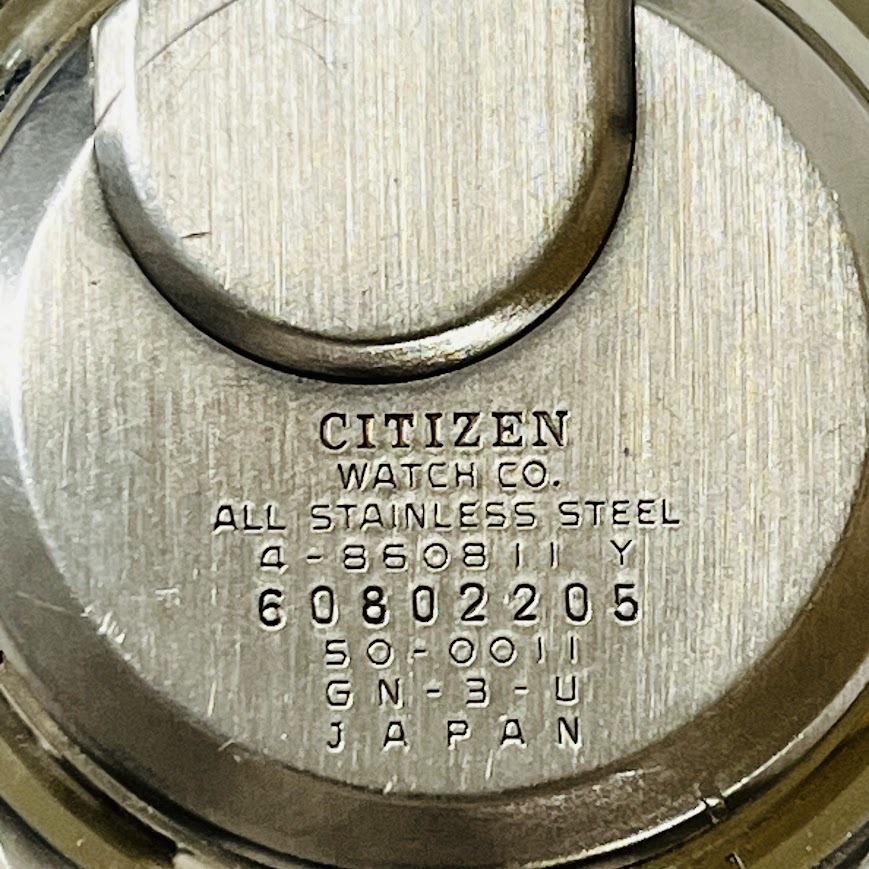 CITIZEN
WATCH CO.
ALL STAINLESS STEEL
4-860811 Y
60802205
50-0011
GN-3-U
JAPAN